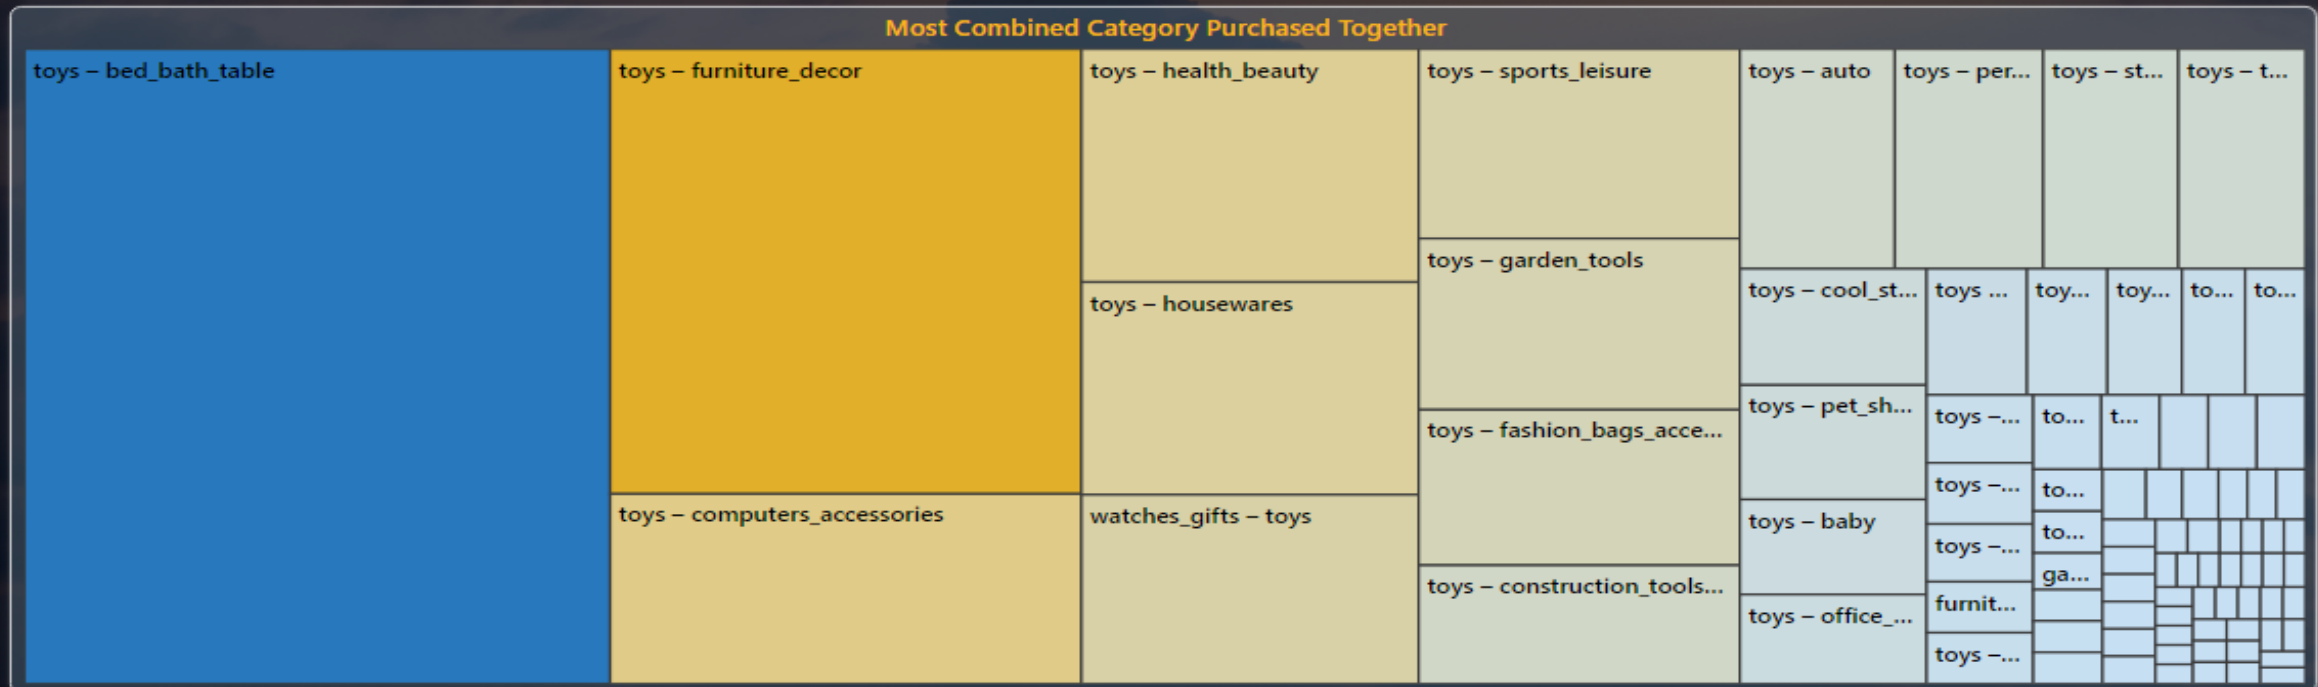 Most Combined Category Purchased Together
toys – bed_bath_table
toys – furniture_decor
toys – computers_accessories
toys – health_beauty
toys – housewares
watches_gifts – toys
toys – sports_leisure
toys – garden_tools
toys – fashion_bags_acce...
toys – construction_tools...
toys – auto
toys – per...
toys – st...
toys – t...
toys – cool_st...
toys – pet_sh...
toys – baby
toys – office_...
toys ...
toy...
toy...
to...
to...
toys –...
toys –...
toys –...
furnit...
toys –...
to...
t...
to...
to...
ga...